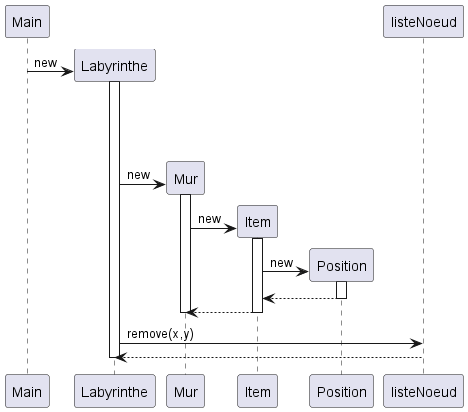 Main
listeNoeud
new
Labyrinthe
new
Mur
new
Item
new
Position
remove(x,y)
Main
Labyrinthe
Mur
Item
Position
listeNoeud